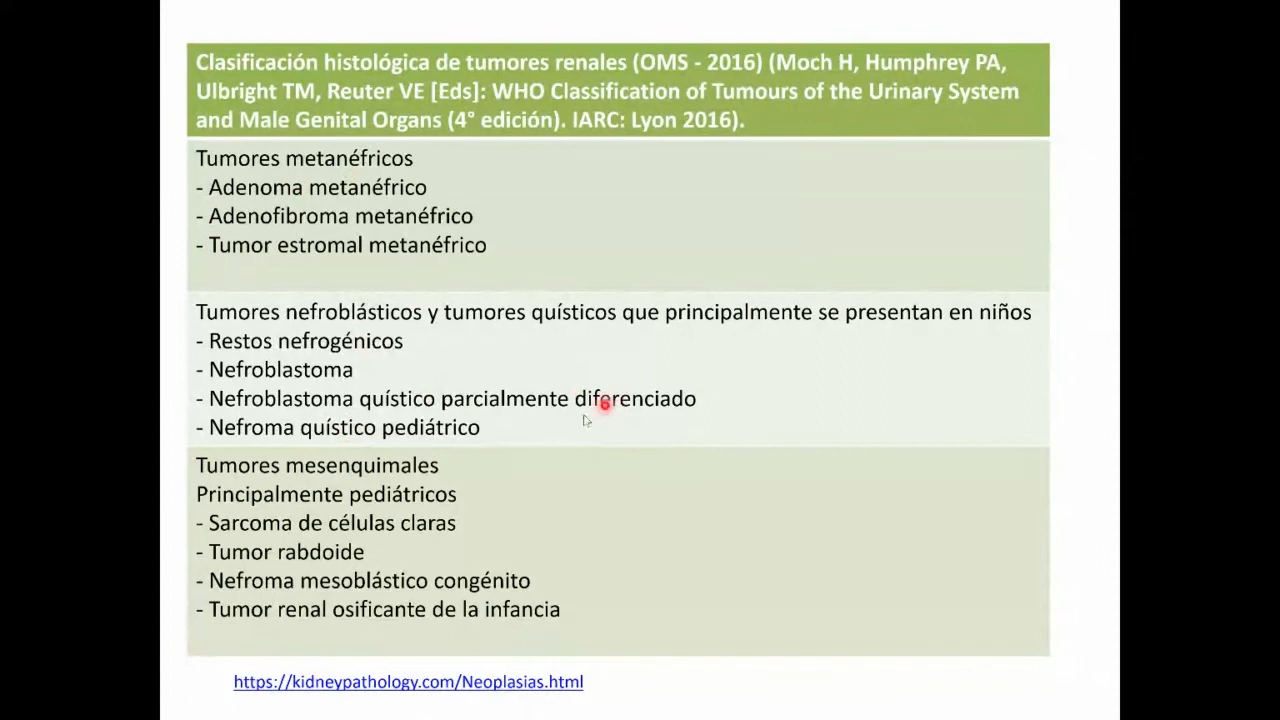 Clasificación histológica de tumores renales (OMS - 2016) (Moch H, Humphrey PA,
Ulbright TM, Reuter VE [Eds]: WHO Classification of Tumours of the Urinary System
and Male Genital Organs (4° edición). IARC: Lyon 2016).
Tumores metanéfricos
- Adenoma metanéfrico
- Adenofibroma metanéfrico
- Tumor estromal metanéfrico
Tumores nefroblásticos y tumores quísticos que principalmente se presentan en niños
- Restos nefrogénicos
- Nefroblastoma
- Nefroblastoma quístico parcialmente diferenciado
- Nefroma quístico pediátrico
Tumores mesenquimales
Principalmente pediátricos
- Sarcoma de células claras
- Tumor rabdoide
- Nefroma mesoblástico congénito
- Tumor renal osificante de la infancia
https://kidneypathology.com/Neoplasias.html